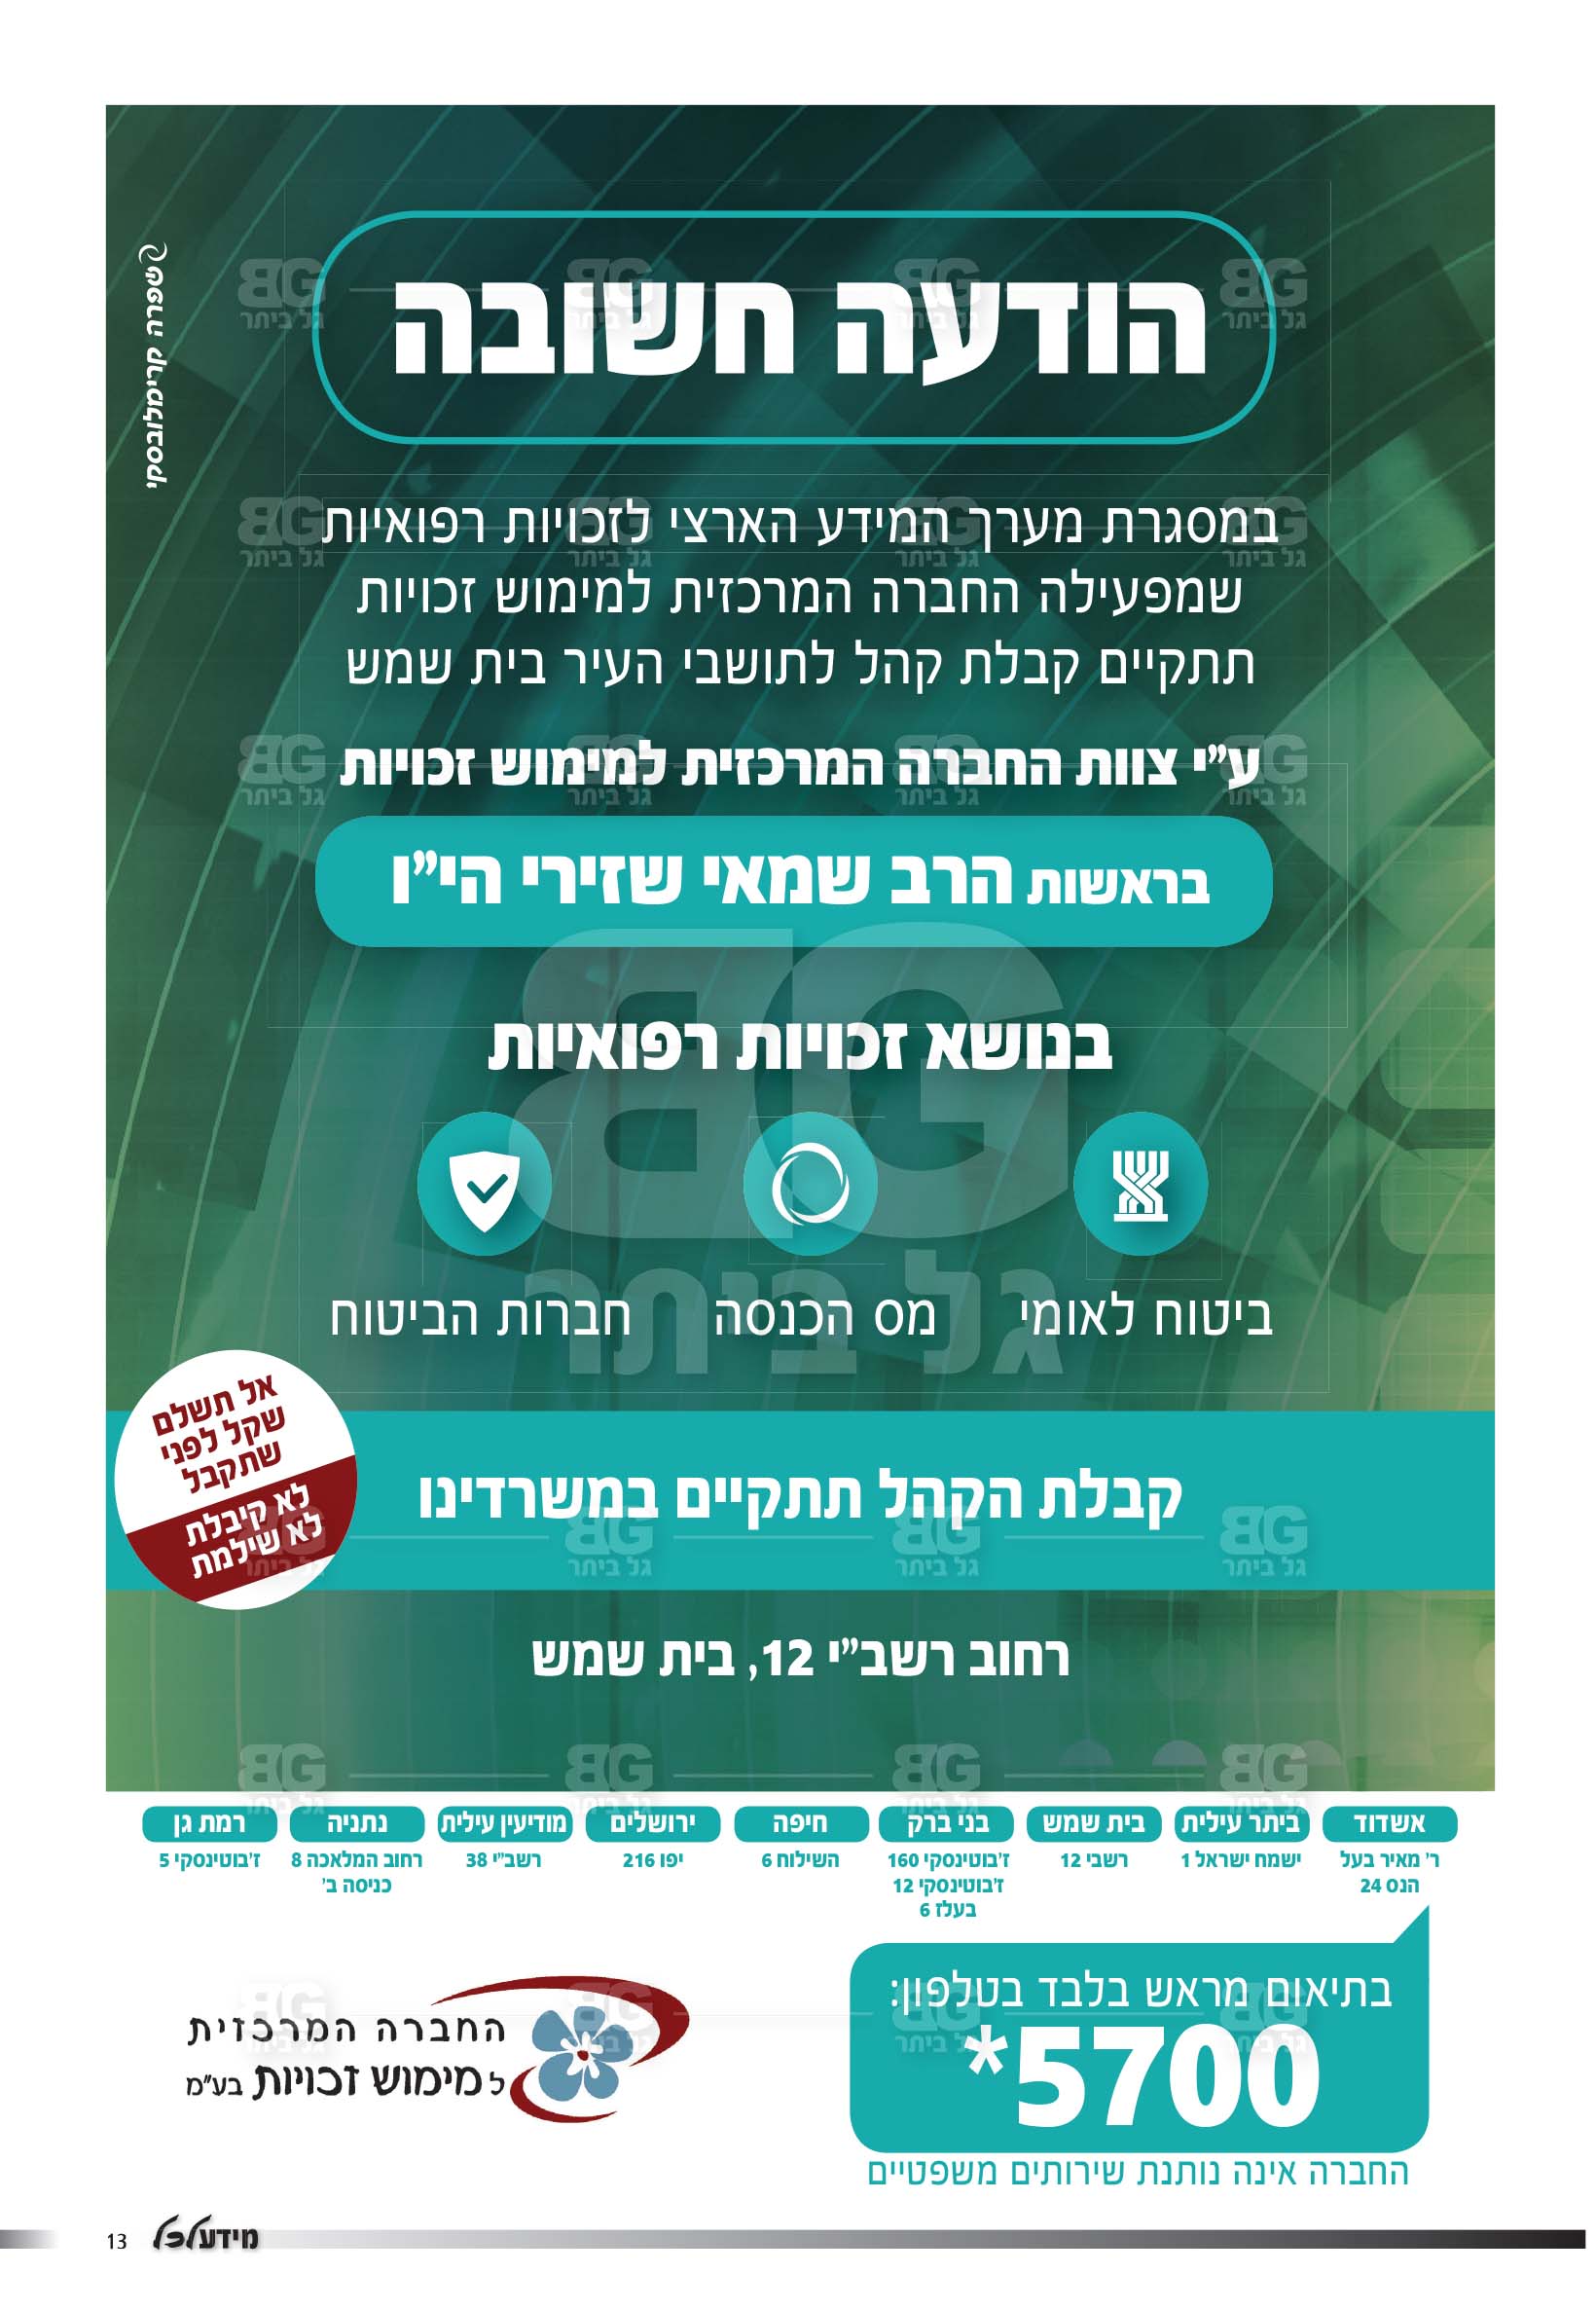 שפרה קרימלובסקי
הודעה חשובה
במסגרת מערך המידע הארצי לזכויות רפואיות
שמפעילה החברה המרכזית למימוש זכויות
תתקיים קבלת קהל לתושבי העיר בית שמש
ע"י צוות החברה המרכזית למימוש זכויות
בראשות הרב שמאי שזירי הי"ו
בנושא זכויות רפואיות
ביטוח לאומי
מס הכנסה
חברות הביטוח
BG
גל ביתר
אל תשלם
שקל לפני
שתקבל
לא קיבלת
לא שילמת
קבלת הקהל תתקיים במשרדינו
רחוב רשב"י 12, בית שמש
אשדוד
ר' מאיר בעל
הנס 24
ביתר עילית
ישמח ישראל 1
בית שמש
רשבי 12
בני ברק
ז'בוטינסקי 160
ז'בוטינסקי 12
בעלז 6
חיפה
השילוח 6
ירושלים
יפו 216
מודיעין עילית
רשב"י 38
נתניה
רחוב המלאכה 8
כניסה ב'
רמת גן
ז'בוטינסקי 5
בתיאום מראש בלבד בטלפון:
*5700
החברה אינה נותנת שירותים משפטיים
החברה המרכזית
למימוש זכויות בע"מ
מידע לכל
13